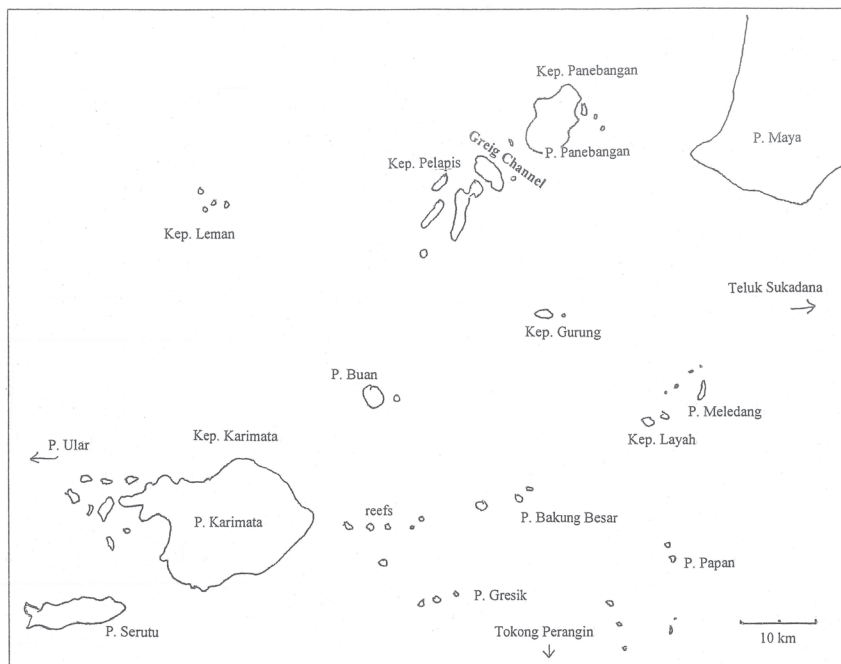 Kep. Panebangan
P. Maya
Greig Channel
P. Panebangan
Kep. Pelapis
Kep. Leman
Teluk Sukadana
Kep. Gurung
P. Buan
P. Meledang
Kep. Layah
Kep. Karimata
P. Ular
reefs
P. Karimata
P. Bakung Besar
P. Papan
P. Gresik
P. Serutu
Tokong Perangin
10 km